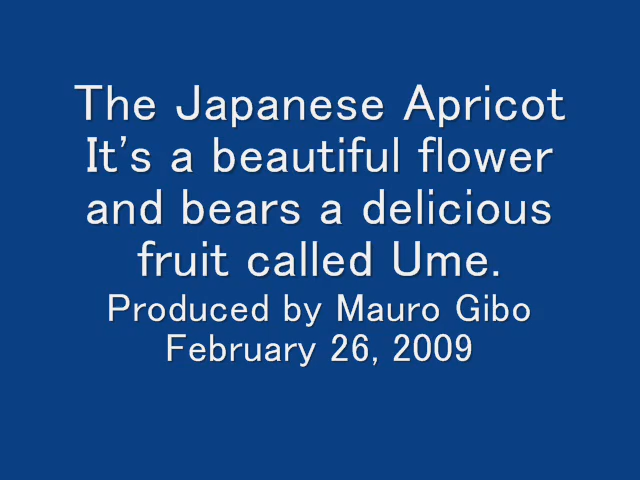 The Japanese Apricot
It's a beautiful flower
and bears a delicious
fruit called Ume.
Produced by Mauro Gibo
February 26, 2009